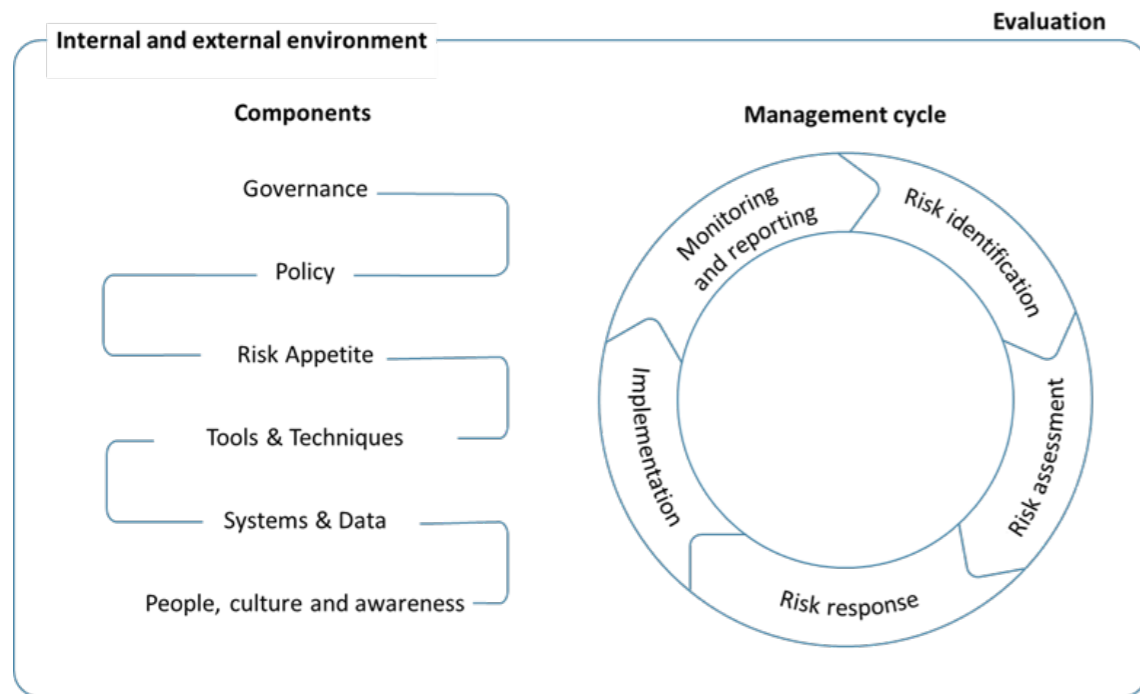 Evaluation
Internal and external environment
Components
Governance
Policy
Risk Appetite
Tools & Techniques
Systems & Data
People, culture and awareness
Management cycle
Risk identification
Risk assessment
Risk response
Implementation
Monitoring
and reporting